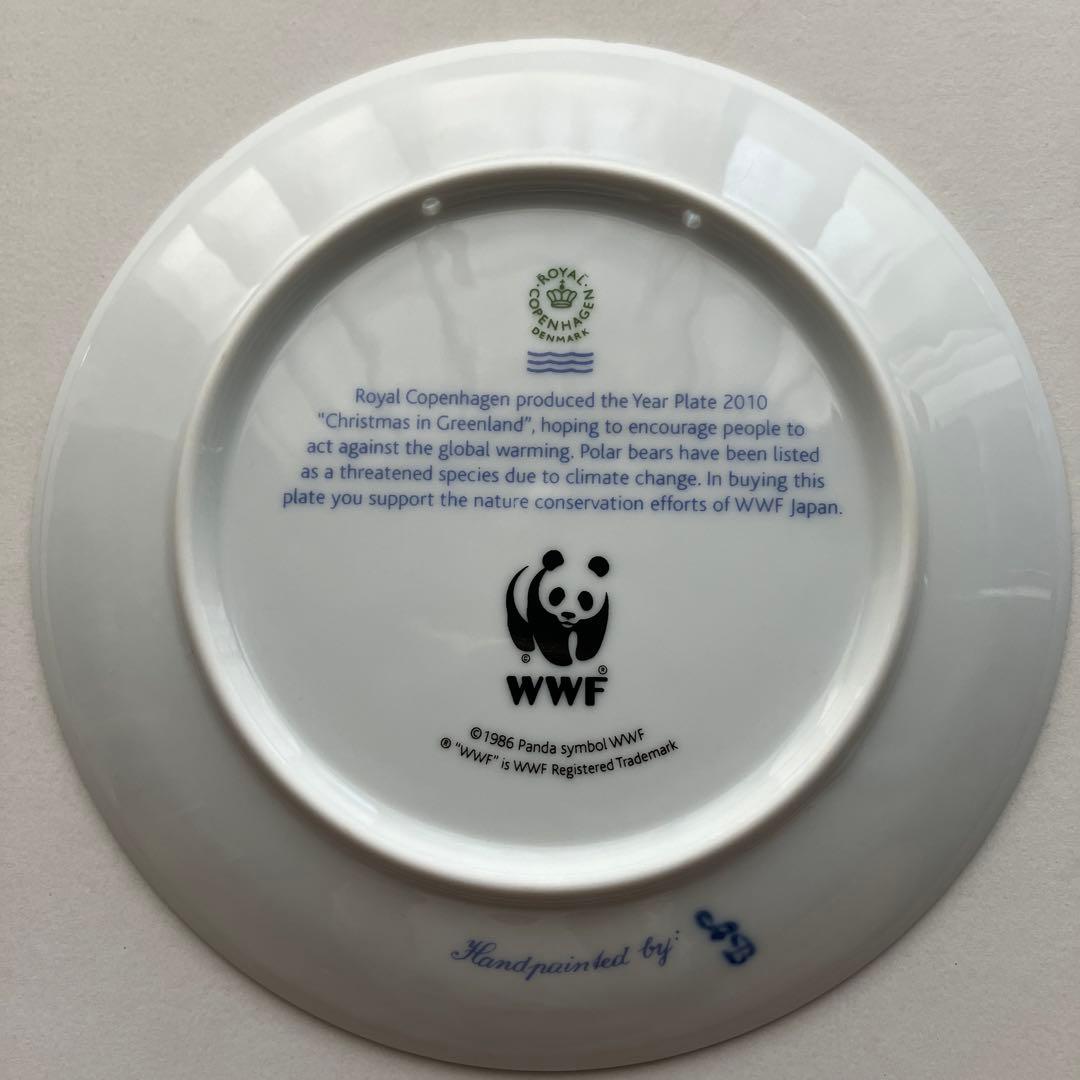 ROYAL COPENHAGEN
DENMARK
Royal Copenhagen produced the Year Plate 2010
"Christmas in Greenland", hoping to encourage people to
act against the global warming. Polar bears have been listed
as a threatened species due to climate change. In buying this
plate you support the nature conservation efforts of WWF Japan.
©
®
WWF
©1986 Panda symbol WWF
® "WWF" is WWF Registered Trademark
Handpainted by: